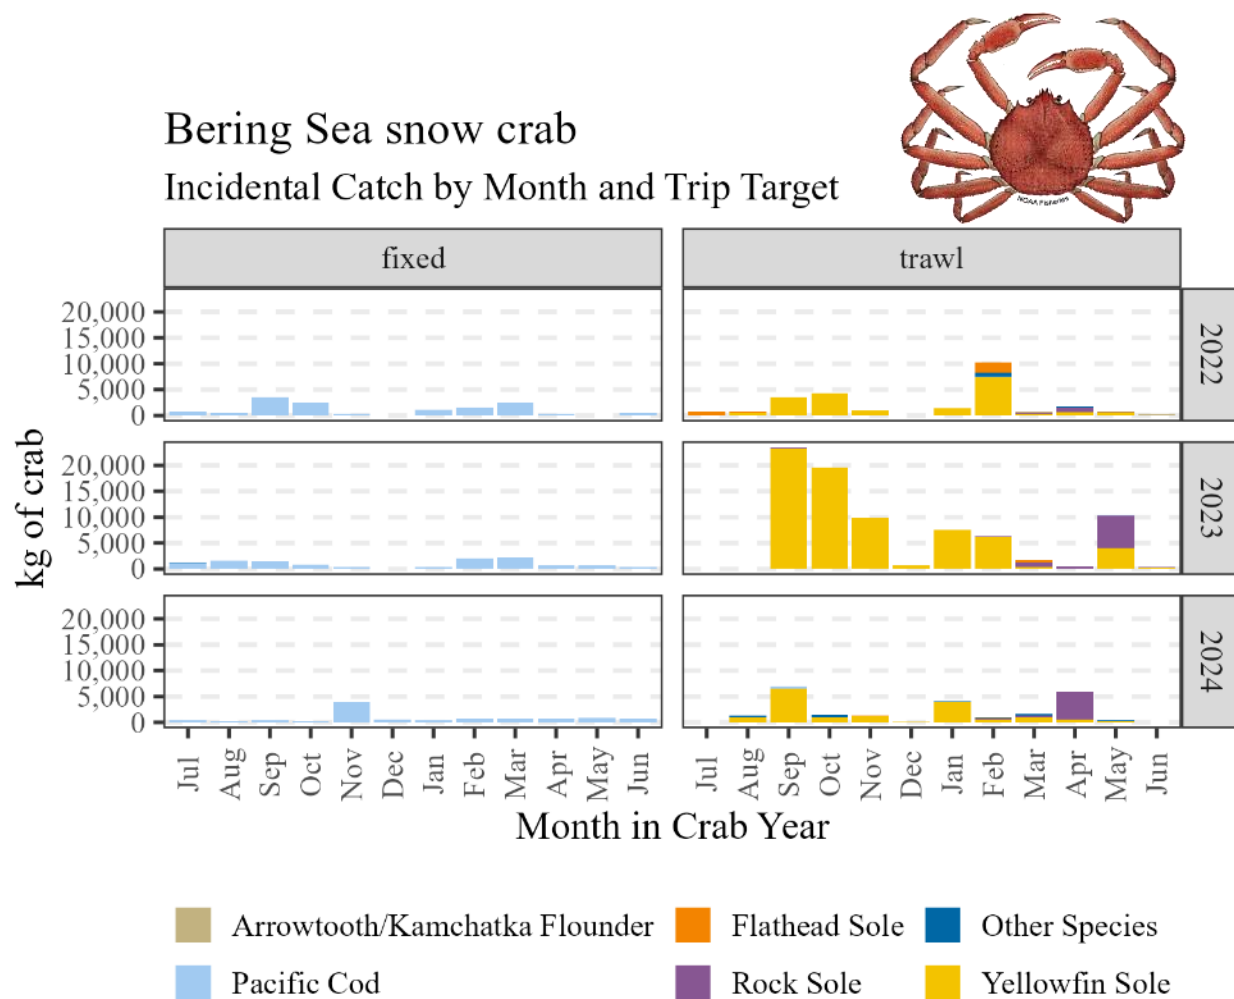 Bering Sea snow crab
Incidental Catch by Month and Trip Target
NOAA Fisheries
fixed
trawl
kg of crab
20,000
15,000
10,000
5,000
0
2022
20,000
15,000
10,000
5,000
0
2023
20,000
15,000
10,000
5,000
0
2024
Jul Aug Sep Oct Nov Dec Jan Feb Mar Apr May Jun
Jul Aug Sep Oct Nov Dec Jan Feb Mar Apr May Jun
Month in Crab Year
Arrowtooth/Kamchatka Flounder Flathead Sole Other Species
Pacific Cod Rock Sole Yellowfin Sole